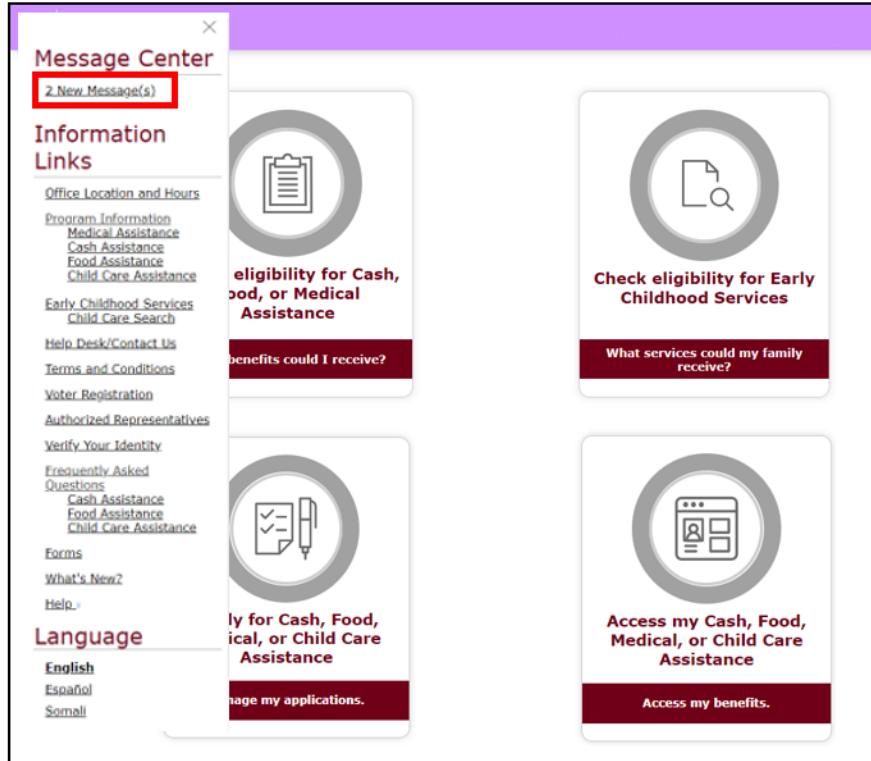 Message Center
2 New Message(s)
Information
Links
Office Location and Hours
Program Information
Medical Assistance
Cash Assistance
Food Assistance
Child Care Assistance
Early Childhood Services
Child Care Search
Help Desk/Contact Us
Terms and Conditions
Voter Registration
Authorized Representatives
Verify Your Identity
Frequently Asked
Questions
Cash Assistance
Food Assistance
Child Care Assistance
Forms
What's New?
Help
Language
English
Español
Somali
eligibility for Cash,
ood, or Medical
Assistance
benefits could I receive?
Check eligibility for Early
Childhood Services
What services could my family
receive?
ly for Cash, Food,
ical, or Child Care
Assistance
nage my applications.
Access my Cash, Food,
Medical, or Child Care
Assistance
Access my benefits.